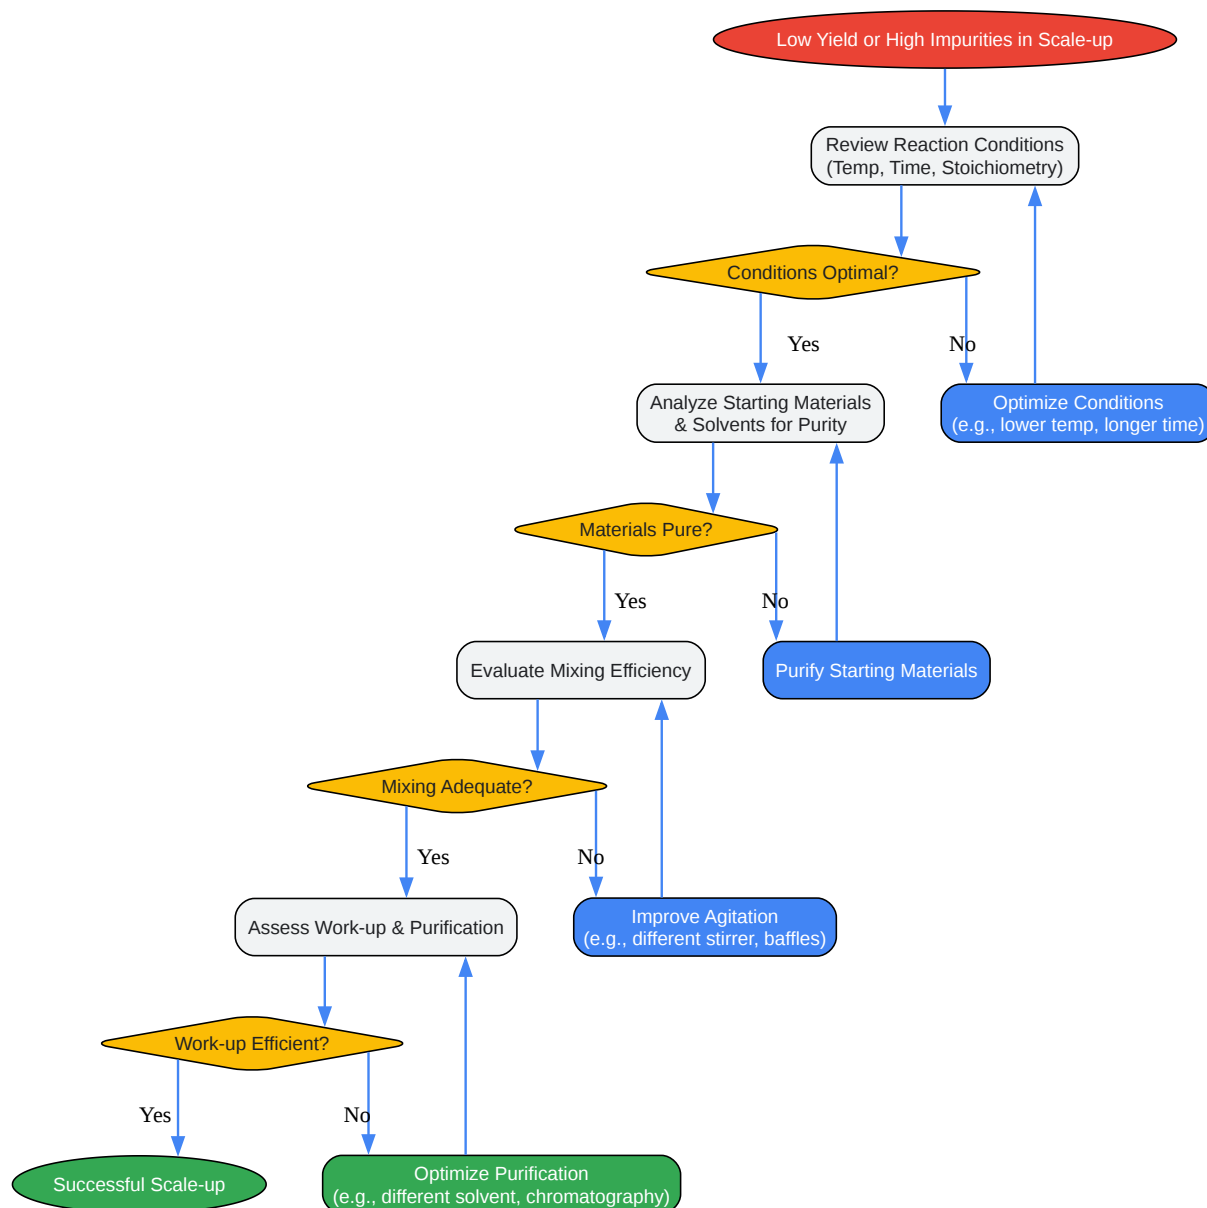 Low Yield or High Impurities in Scale-up
Review Reaction Conditions
(Temp, Time, Stoichiometry)
Conditions Optimal?
Yes
No
Analyze Starting Materials
& Solvents for Purity
Optimize Conditions
(e.g., lower temp, longer time)
Materials Pure?
Yes
No
Evaluate Mixing Efficiency
Purify Starting Materials
Mixing Adequate?
Yes
No
Assess Work-up & Purification
Improve Agitation
(e.g., different stirrer, baffles)
Work-up Efficient?
Yes
No
Successful Scale-up
Optimize Purification
(e.g., different solvent, chromatography)